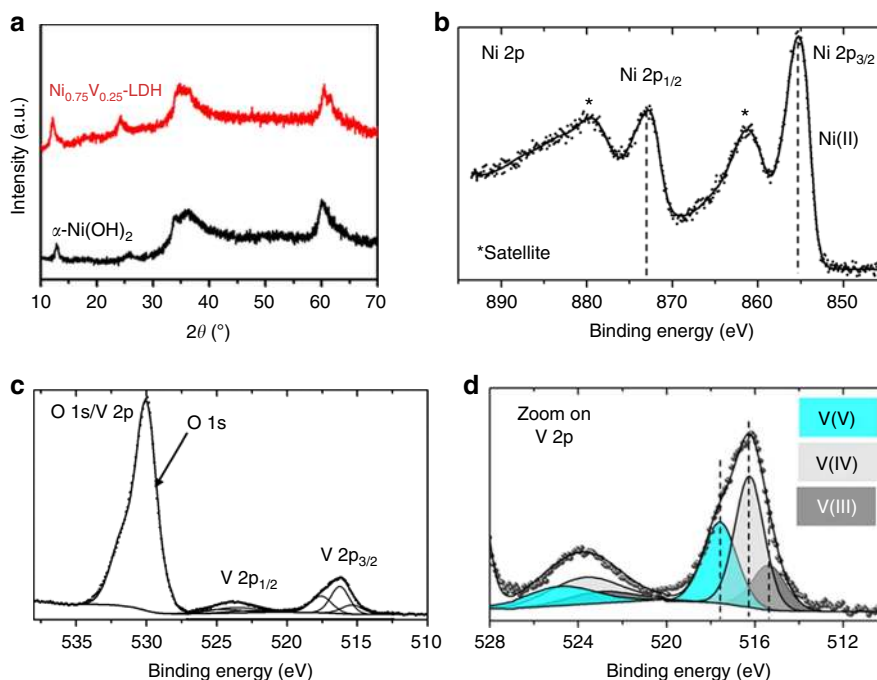 a
Ni0.75V0.25-LDH
α-Ni(OH)2
Intensity (a.u.)
10 20 30 40 50 60 70
2θ (°)
b
Ni 2p
Ni 2p3/2
Ni 2p1/2
*
*
Ni(II)
*Satellite
890 880 870 860 850
Binding energy (eV)
c
O 1s/V 2p
O 1s
V 2p3/2
V 2p1/2
535 530 525 520 515 510
Binding energy (eV)
d
Zoom on
V 2p
V(V)
V(IV)
V(III)
528 524 520 516 512
Binding energy (eV)